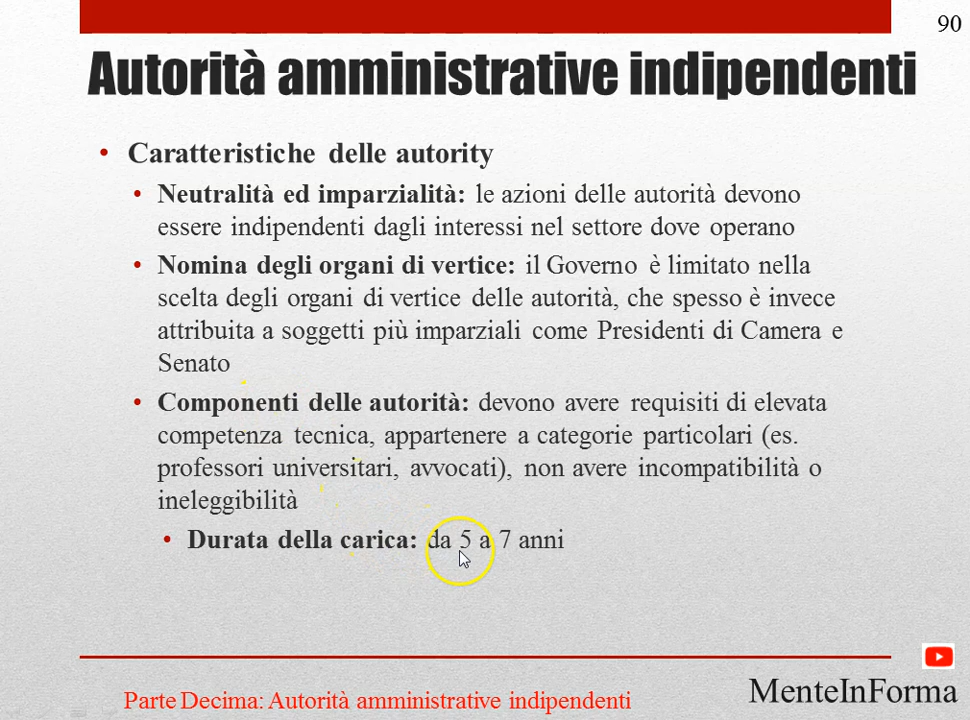 90
Autorità amministrative indipendenti
• Caratteristiche delle autority
• Neutralità ed imparzialità: le azioni delle autorità devono
essere indipendenti dagli interessi nel settore dove operano
• Nomina degli organi di vertice: il Governo è limitato nella
scelta degli organi di vertice delle autorità, che spesso è invece
attribuita a soggetti più imparziali come Presidenti di Camera e
Senato
• Componenti delle autorità: devono avere requisiti di elevata
competenza tecnica, appartenere a categorie particolari (es.
professori universitari, avvocati), non avere incompatibilità o
ineleggibilità
• Durata della carica: da 5 a 7 anni
Parte Decima: Autorità amministrative indipendenti
MenteInForma